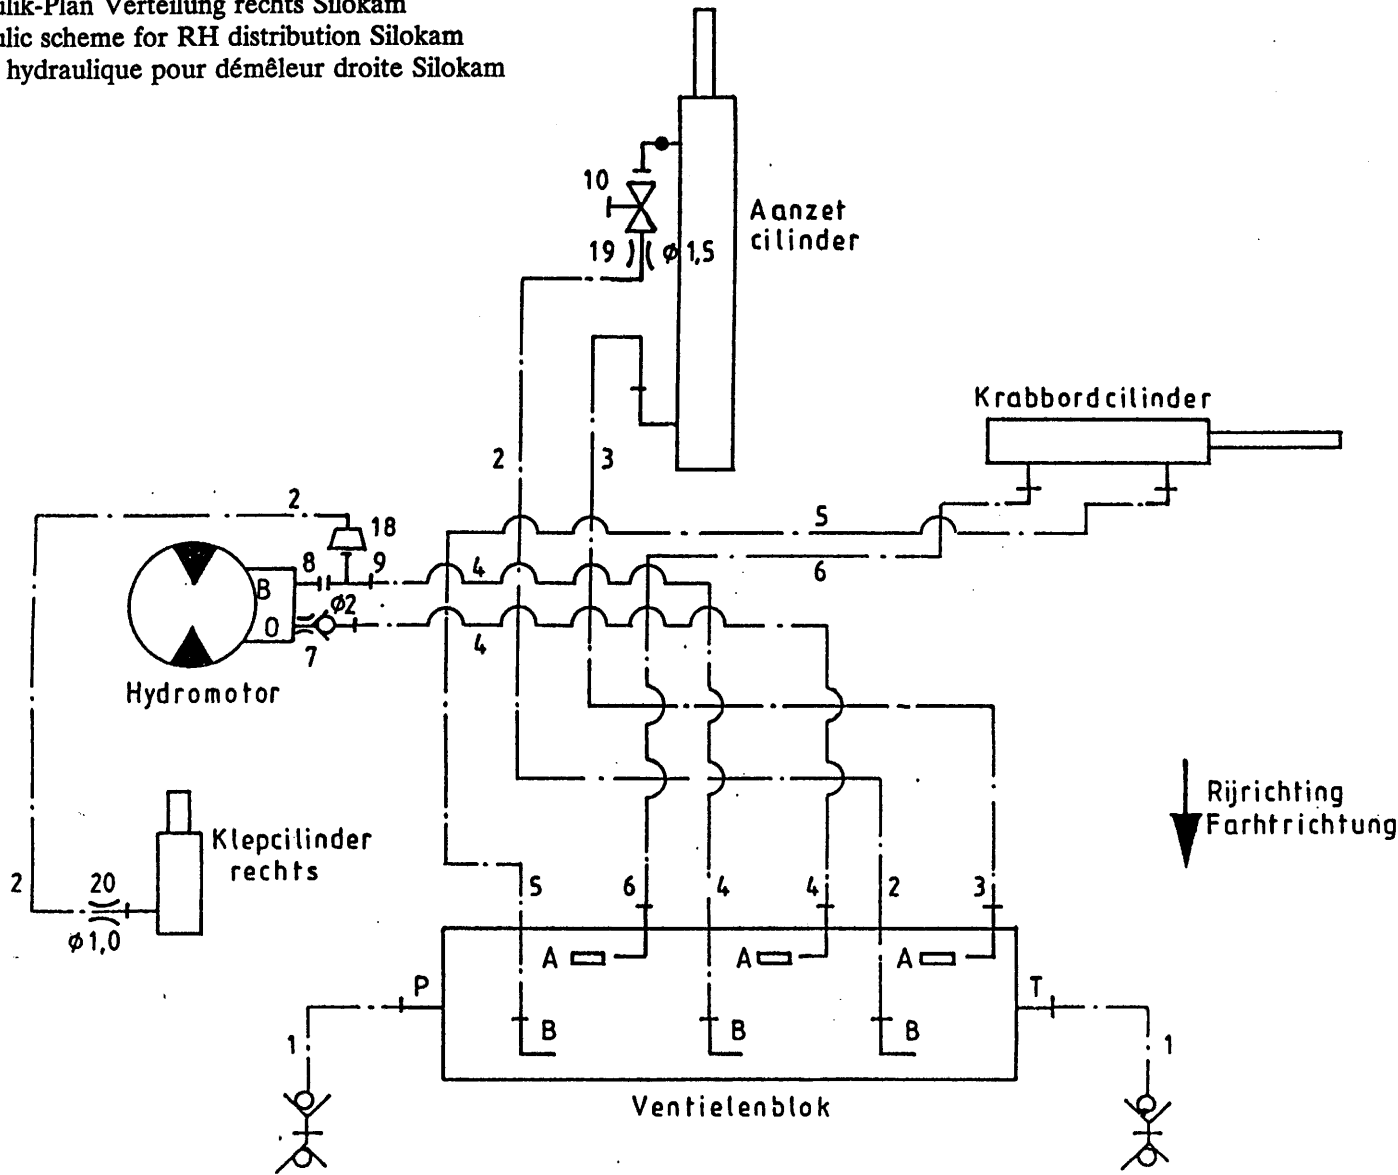 ulik-Plan Verteilung rechts Silokam
ulic scheme for RH distribution Silokam
hydraulique pour démêleur droite Silokam
10
Aanzet
cilinder
19
ø 1,5
Krabbordcilinder
2
3
2
18
5
8
9
4
6
B
ø2
O
7
4
Hydromotor
Rijrichting
Farhtrichtung
Klepcilinder
rechts
2
20
5
6
4
4
2
3
ø 1,0
A
A
A
P
T
B
B
B
1
1
Ventielenblok